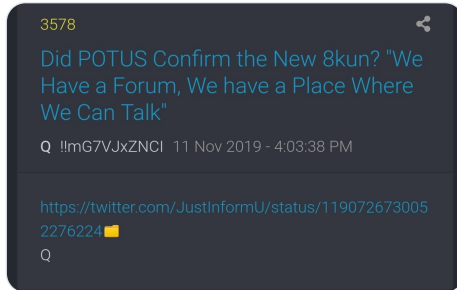 3578
Did POTUS Confirm the New 8kun? "We
Have a Forum, We have a Place Where
We Can Talk"
Q !!mG7VJxZNCI 11 Nov 2019 - 4:03:38 PM
https://twitter.com/JustInformU/status/119072673005
2276224
Q